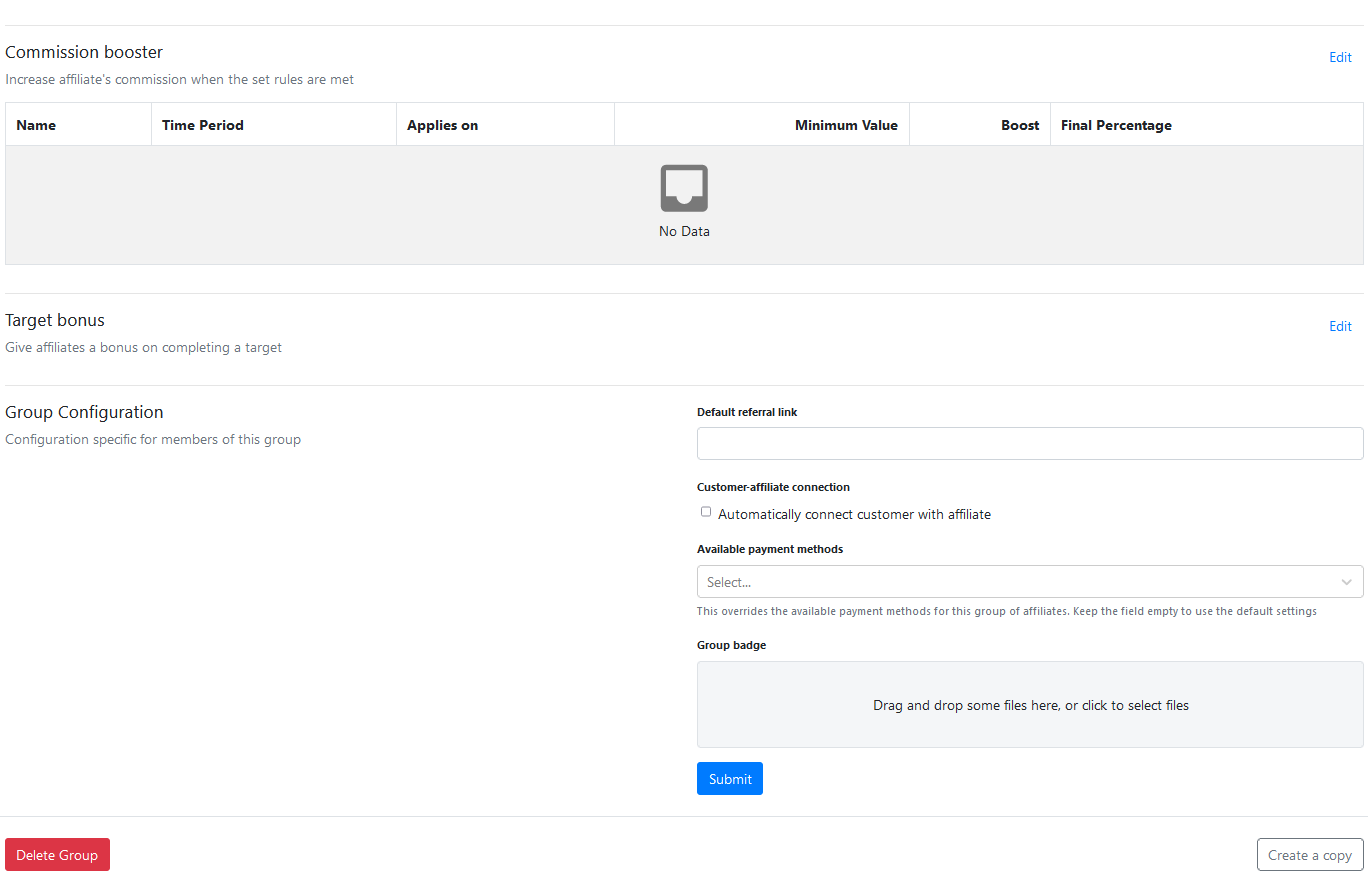 Commission booster
Edit
Increase affiliate's commission when the set rules are met
Name Time Period Applies on Minimum Value Boost Final Percentage
No Data
Target bonus
Edit
Give affiliates a bonus on completing a target
Group Configuration
Configuration specific for members of this group
Default referral link
Customer-affiliate connection
Automatically connect customer with affiliate
Available payment methods
Select...
This overrides the available payment methods for this group of affiliates. Keep the field empty to use the default settings
Group badge
Drag and drop some files here, or click to select files
Submit
Delete Group
Create a copy